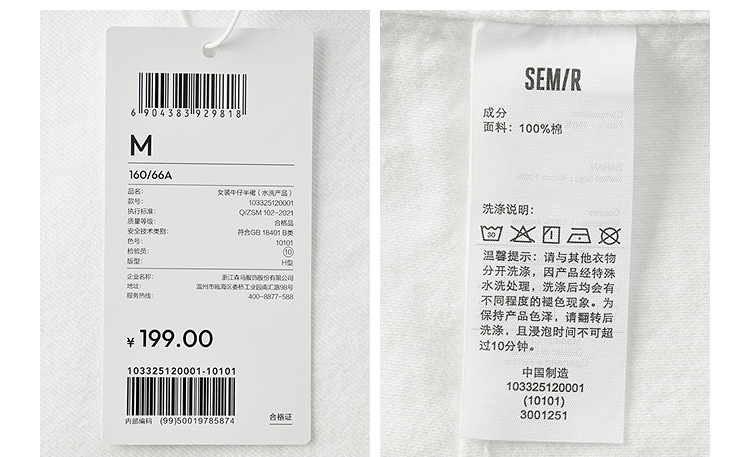 6904383929818
M
160/66A
品名: 女装牛仔半裙（水洗产品）
款号: 103325120001
执行标准: Q/ZSM 102-2021
质量等级: 合格品
安全技术类别: 符合GB 18401 B类
色号: 10101
检验员: 10
版型: H型
企业名称: 浙江森马服饰股份有限公司
地址: 温州市瓯海区娄桥工业园南汇路98号
服务热线: 400-8877-588
¥ 199.00
103325120001-10101
内部编码 (99)50019785874
合格证
SEM/R
成分
面料：100%棉
洗涤说明：
30
温馨提示：请与其他衣物
分开洗涤，因产品经特殊
水洗处理，洗涤后均会有
不同程度的褪色现象。为
保持产品色泽，请翻转后
洗涤，且浸泡时间不可超
过10分钟。
中国制造
103325120001
(10101)
3001251